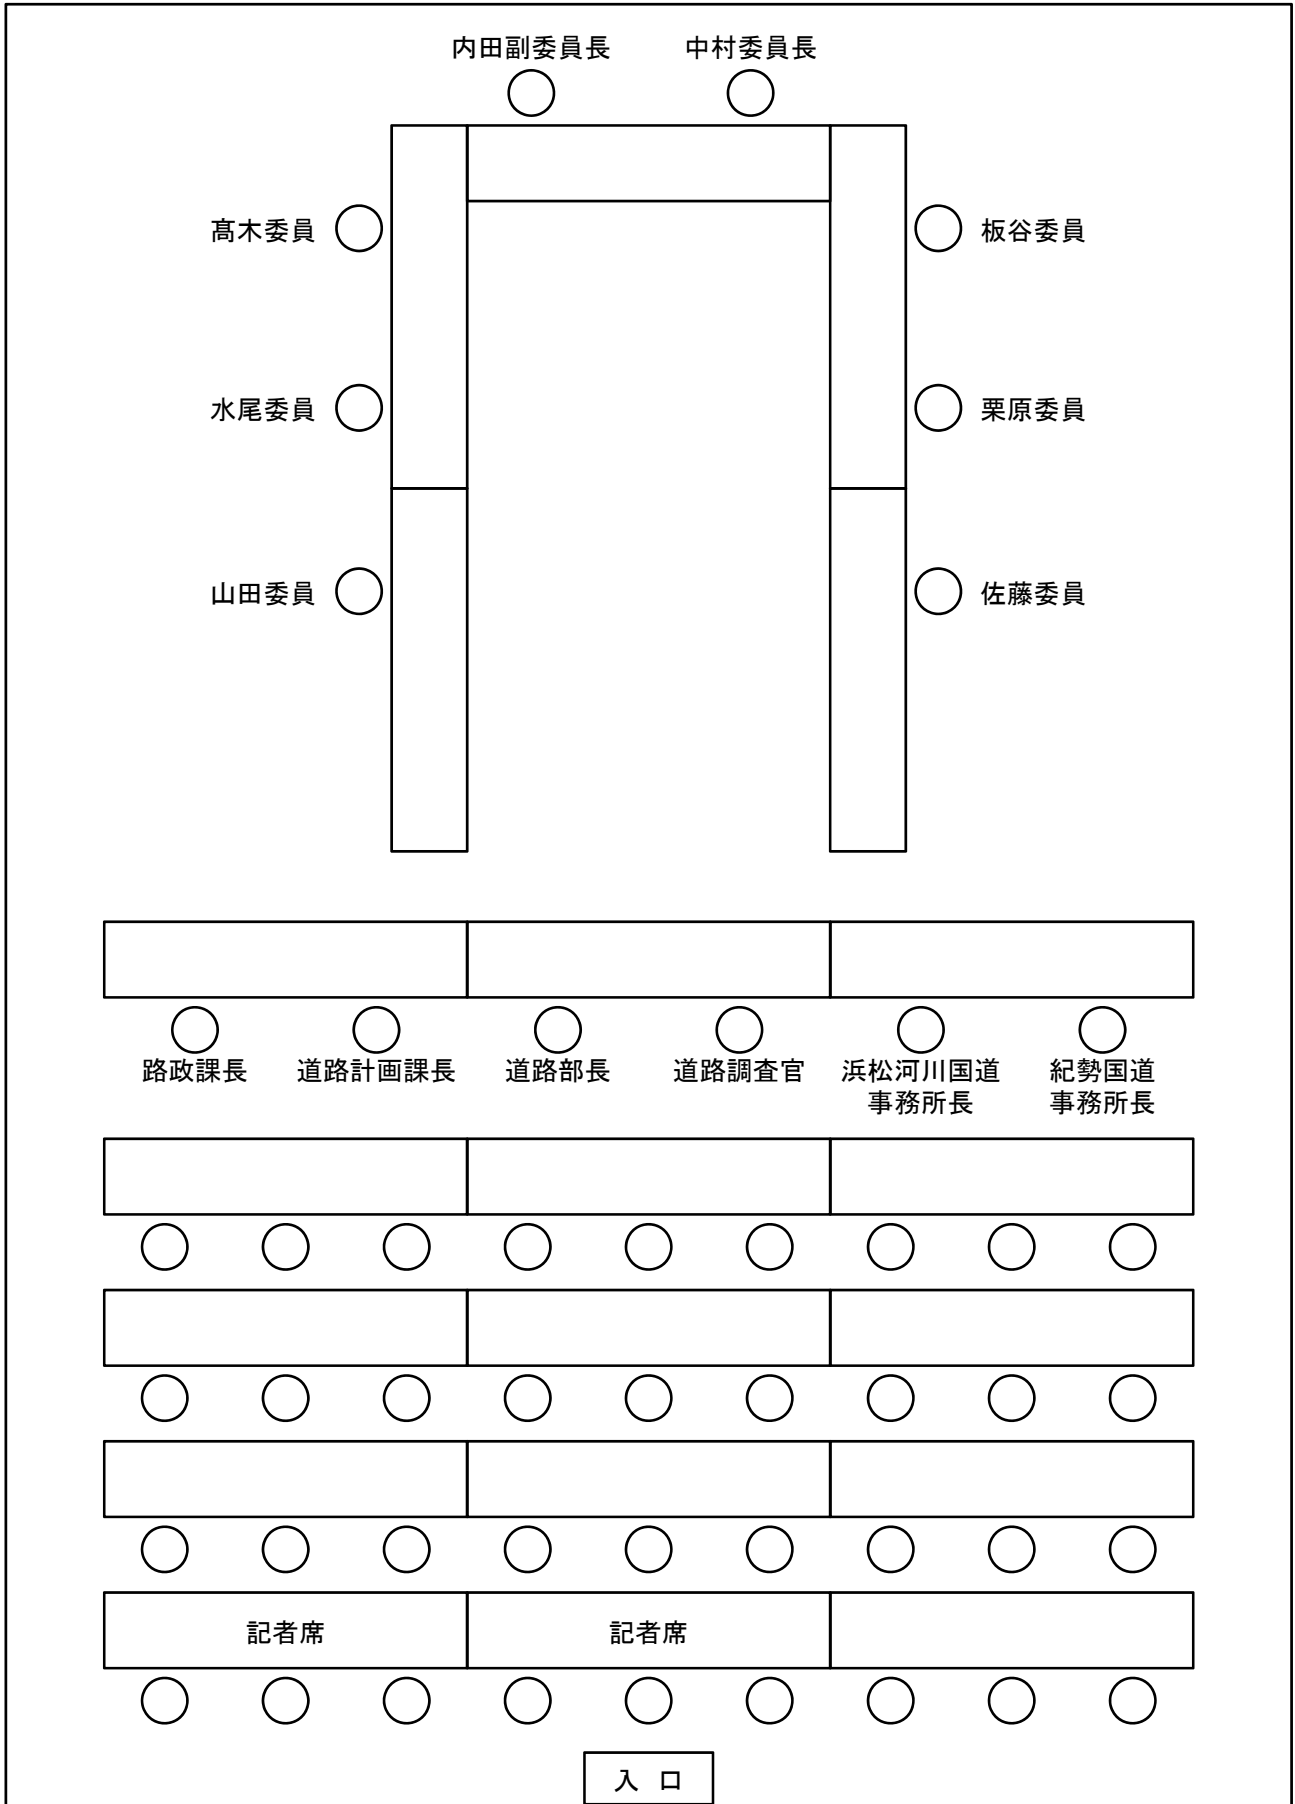 内田副委員長 中村委員長
髙木委員 板谷委員
水尾委員 栗原委員
山田委員 佐藤委員
路政課長 道路計画課長 道路部長 道路調査官 浜松河川国道 紀勢国道
事務所長 事務所長
記者席 記者席
入 口